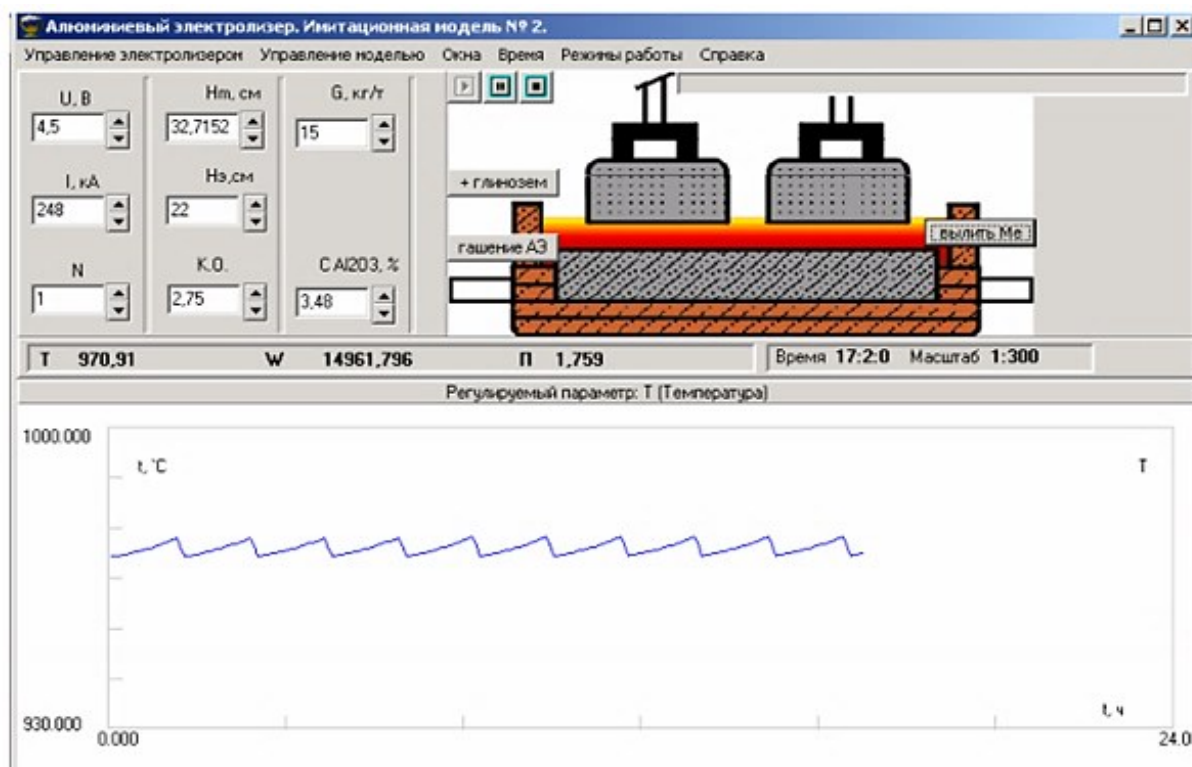 Алюминиевый электролизер. Имитационная модель № 2.
Управление электролизером Управление моделью Окна Время Режимы работы Справка
U, В Hm, см G, кг/т
4,5 32,7152 15
I, кА Нэ,см
248 22
+ глинозем
гашение АЭ
вылить Ме
N К.О. C Al2O3, %
1 2,75 3,48
T 970,91 W 14961,796 П 1,759 Время 17:2:0 Масштаб 1:300
Регулируемый параметр: Т (Температура)
1000.000
t, °C T
930.000
t, ч
0.000 24.0